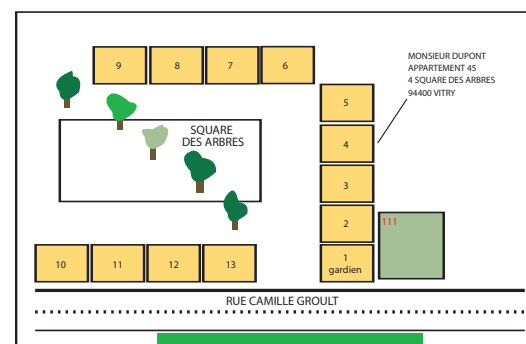 9
8
7
6
MONSIEUR DUPONT
APPARTEMENT 45
4 SQUARE DES ARBRES
94400 VITRY
5
4
3
2
1
gardien
SQUARE
DES ARBRES
111
10
11
12
13
RUE CAMILLE GROULT